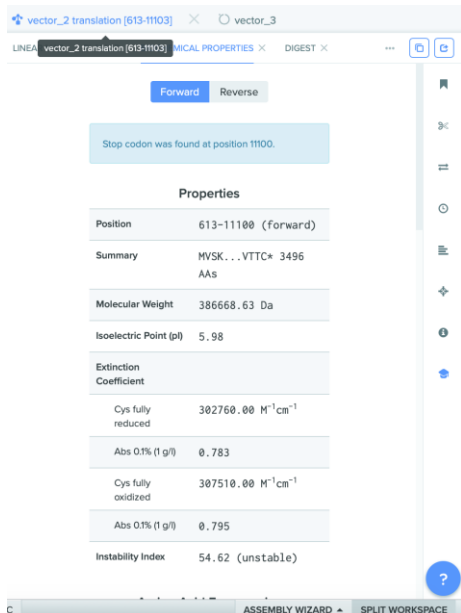 vector_2 translation [613-11103]
vector_3
LINEA
vector_2 translation [613-11103]
MICAL PROPERTIES
DIGEST
Forward
Reverse
Stop codon was found at position 11100.
Properties
Position 613-11100 (forward)
Summary MVSK...VTTC* 3496
AAs
Molecular Weight 386668.63 Da
Isoelectric Point (pI) 5.98
Extinction
Coefficient
Cys fully 302760.00 M⁻¹cm⁻¹
reduced
Abs 0.1% (1 g/l) 0.783
Cys fully 307510.00 M⁻¹cm⁻¹
oxidized
Abs 0.1% (1 g/l) 0.795
Instability Index 54.62 (unstable)
?
C
ASSEMBLY WIZARD
SPLIT WORKSPACE